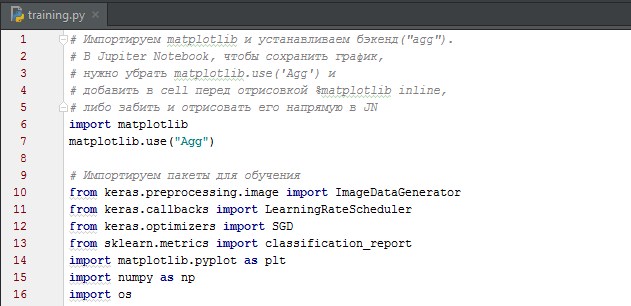 training.py
1 # Импортируем matplotlib и устанавливаем бэкенд("agg").
2 # В Jupiter Notebook, чтобы сохранить график,
3 # нужно убрать matplotlib.use('Agg') и
4 # добавить в cell перед отрисовкой %matplotlib inline,
5 # либо забить и отрисовать его напрямую в JN
6 import matplotlib
7 matplotlib.use("Agg")
8
9 # Импортируем пакеты для обучения
10 from keras.preprocessing.image import ImageDataGenerator
11 from keras.callbacks import LearningRateScheduler
12 from keras.optimizers import SGD
13 from sklearn.metrics import classification_report
14 import matplotlib.pyplot as plt
15 import numpy as np
16 import os